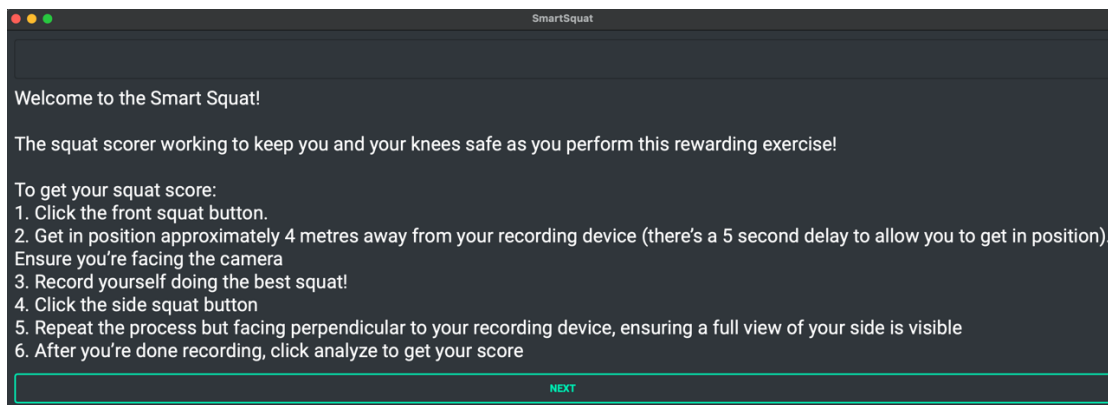 SmartSquat
Welcome to the Smart Squat!
The squat scorer working to keep you and your knees safe as you perform this rewarding exercise!
To get your squat score:
1. Click the front squat button.
2. Get in position approximately 4 metres away from your recording device (there’s a 5 second delay to allow you to get in position).
Ensure you’re facing the camera
3. Record yourself doing the best squat!
4. Click the side squat button
5. Repeat the process but facing perpendicular to your recording device, ensuring a full view of your side is visible
6. After you’re done recording, click analyze to get your score
NEXT